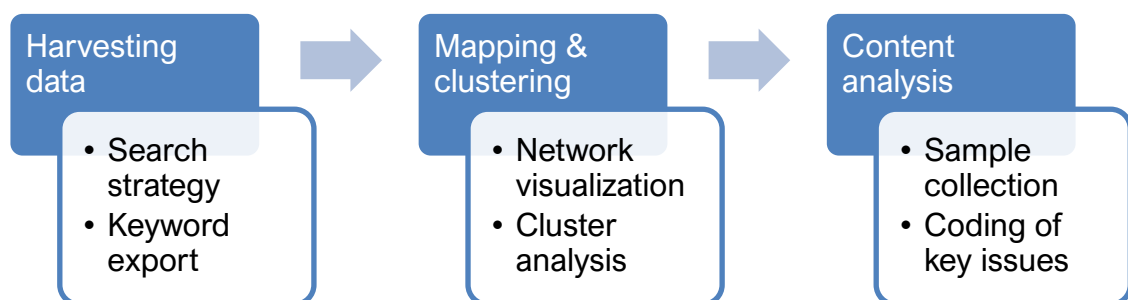 Harvesting
data
• Search
strategy
• Keyword
export
Mapping &
clustering
• Network
visualization
• Cluster
analysis
Content
analysis
• Sample
collection
• Coding of
key issues